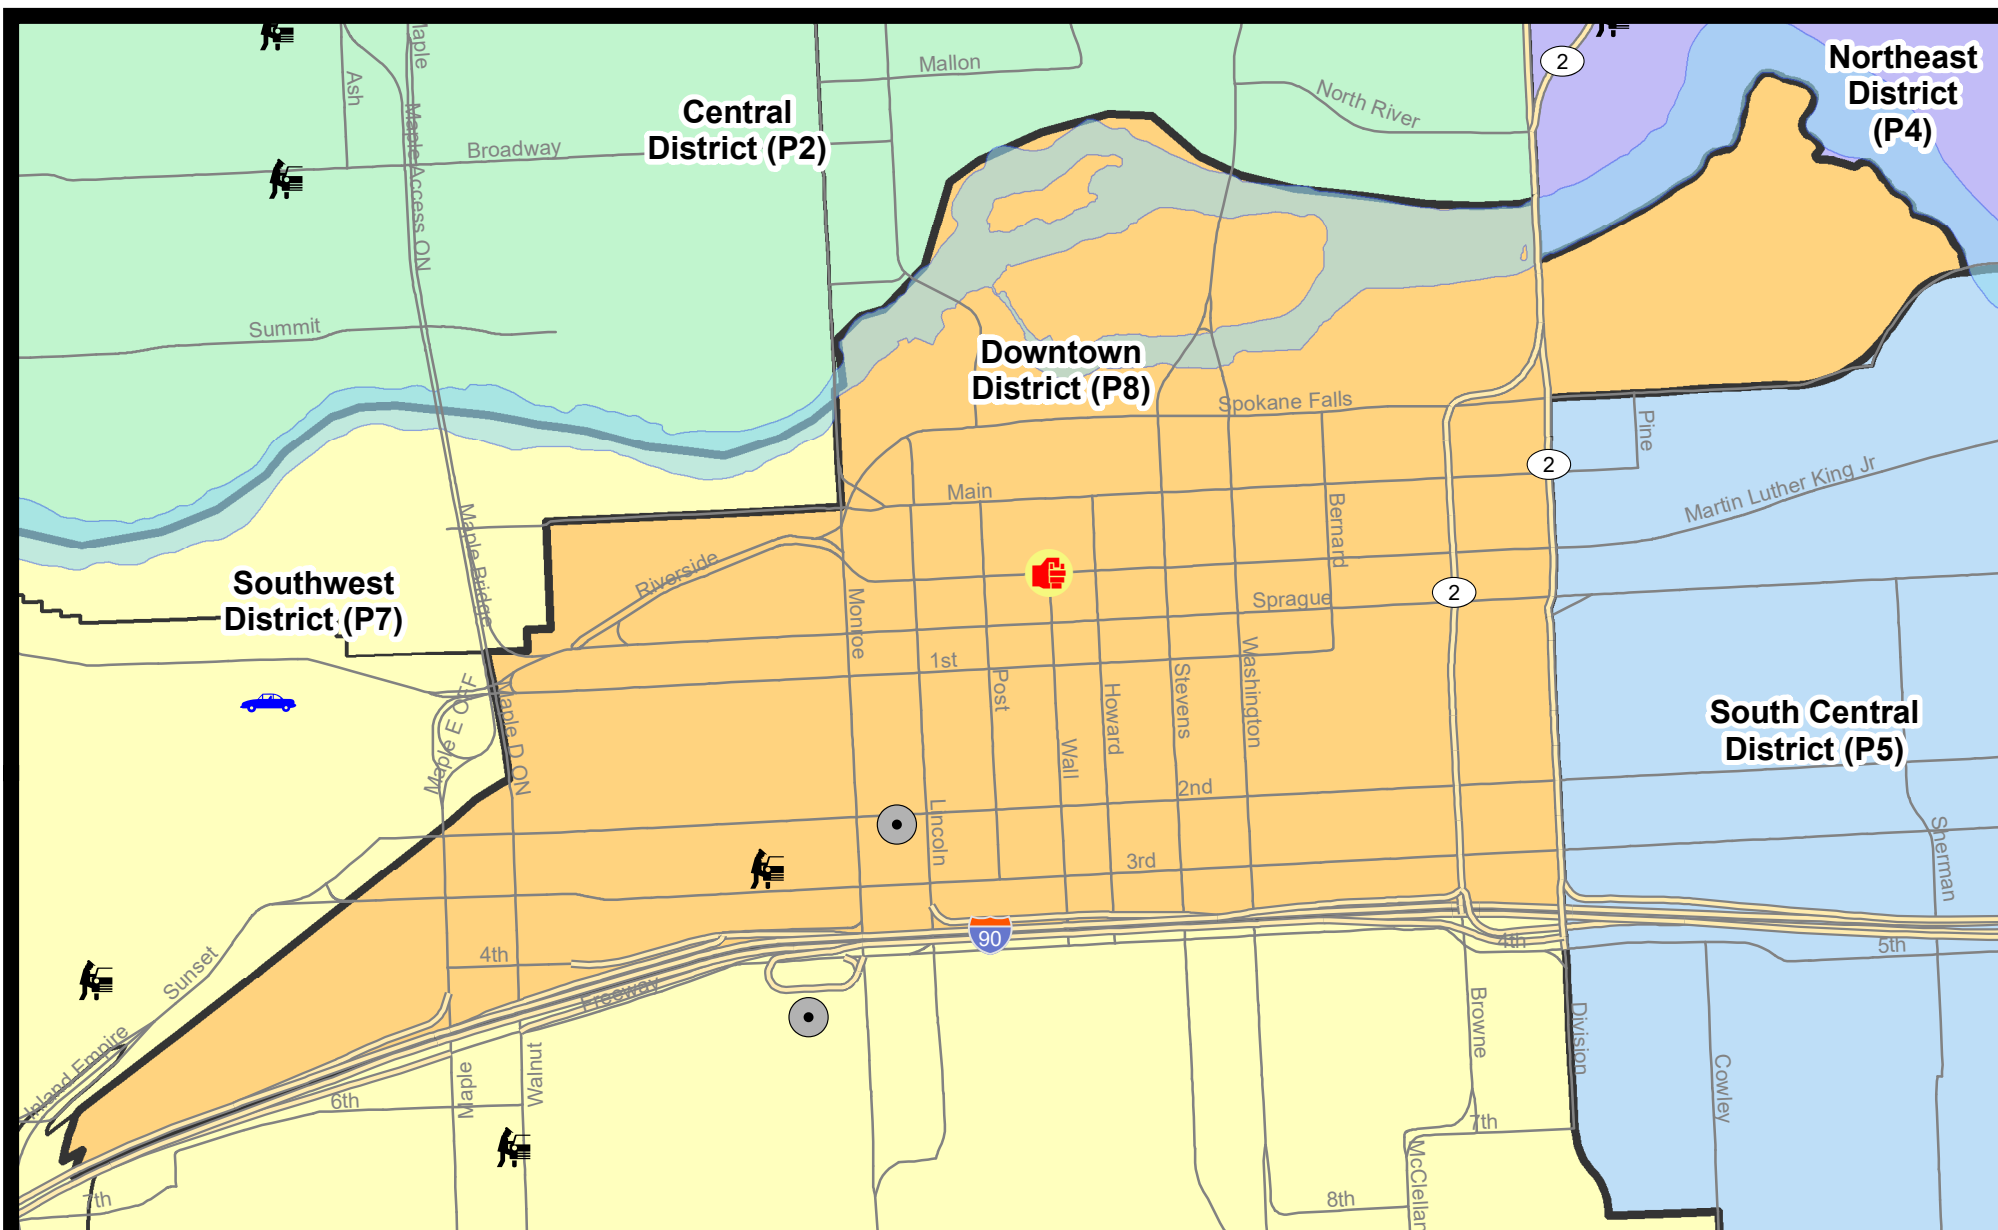 Maple
Ash
Maple Access ON
Mallon
2
North River
Northeast
District
(P4)
Central
District (P2)
Broadway
Summit
Downtown
District (P8)
Spokane Falls
Pine
2
Martin Luther King Jr
Main
Bernard
Maple Bridge
Riverside
Southwest
District (P7)
Monroe
Sprague
2
1st
Post
Howard
Stevens
Washington
Maple E OFF
Maple D ON
Wall
South Central
District (P5)
2nd
Lincoln
3rd
Sherman
90
4th
4th
5th
Sunset
Freeway
Browne
Division
Inland Empire
Maple
Walnut
6th
Cowley
7th
7th
8th